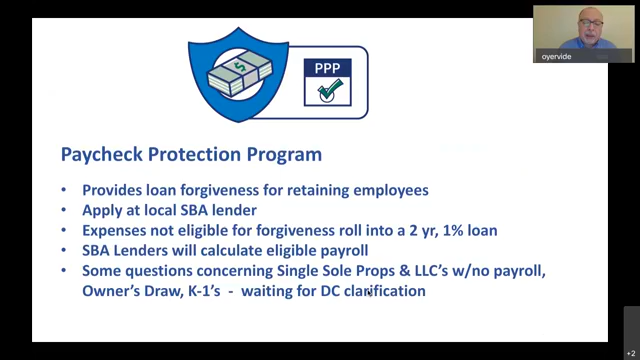 oyervide
$
PPP
Paycheck Protection Program
• Provides loan forgiveness for retaining employees
• Apply at local SBA lender
• Expenses not eligible for forgiveness roll into a 2 yr, 1% loan
• SBA Lenders will calculate eligible payroll
• Some questions concerning Single Sole Props & LLC's w/no payroll,
Owner's Draw, K-1's - waiting for DC clarification
+2